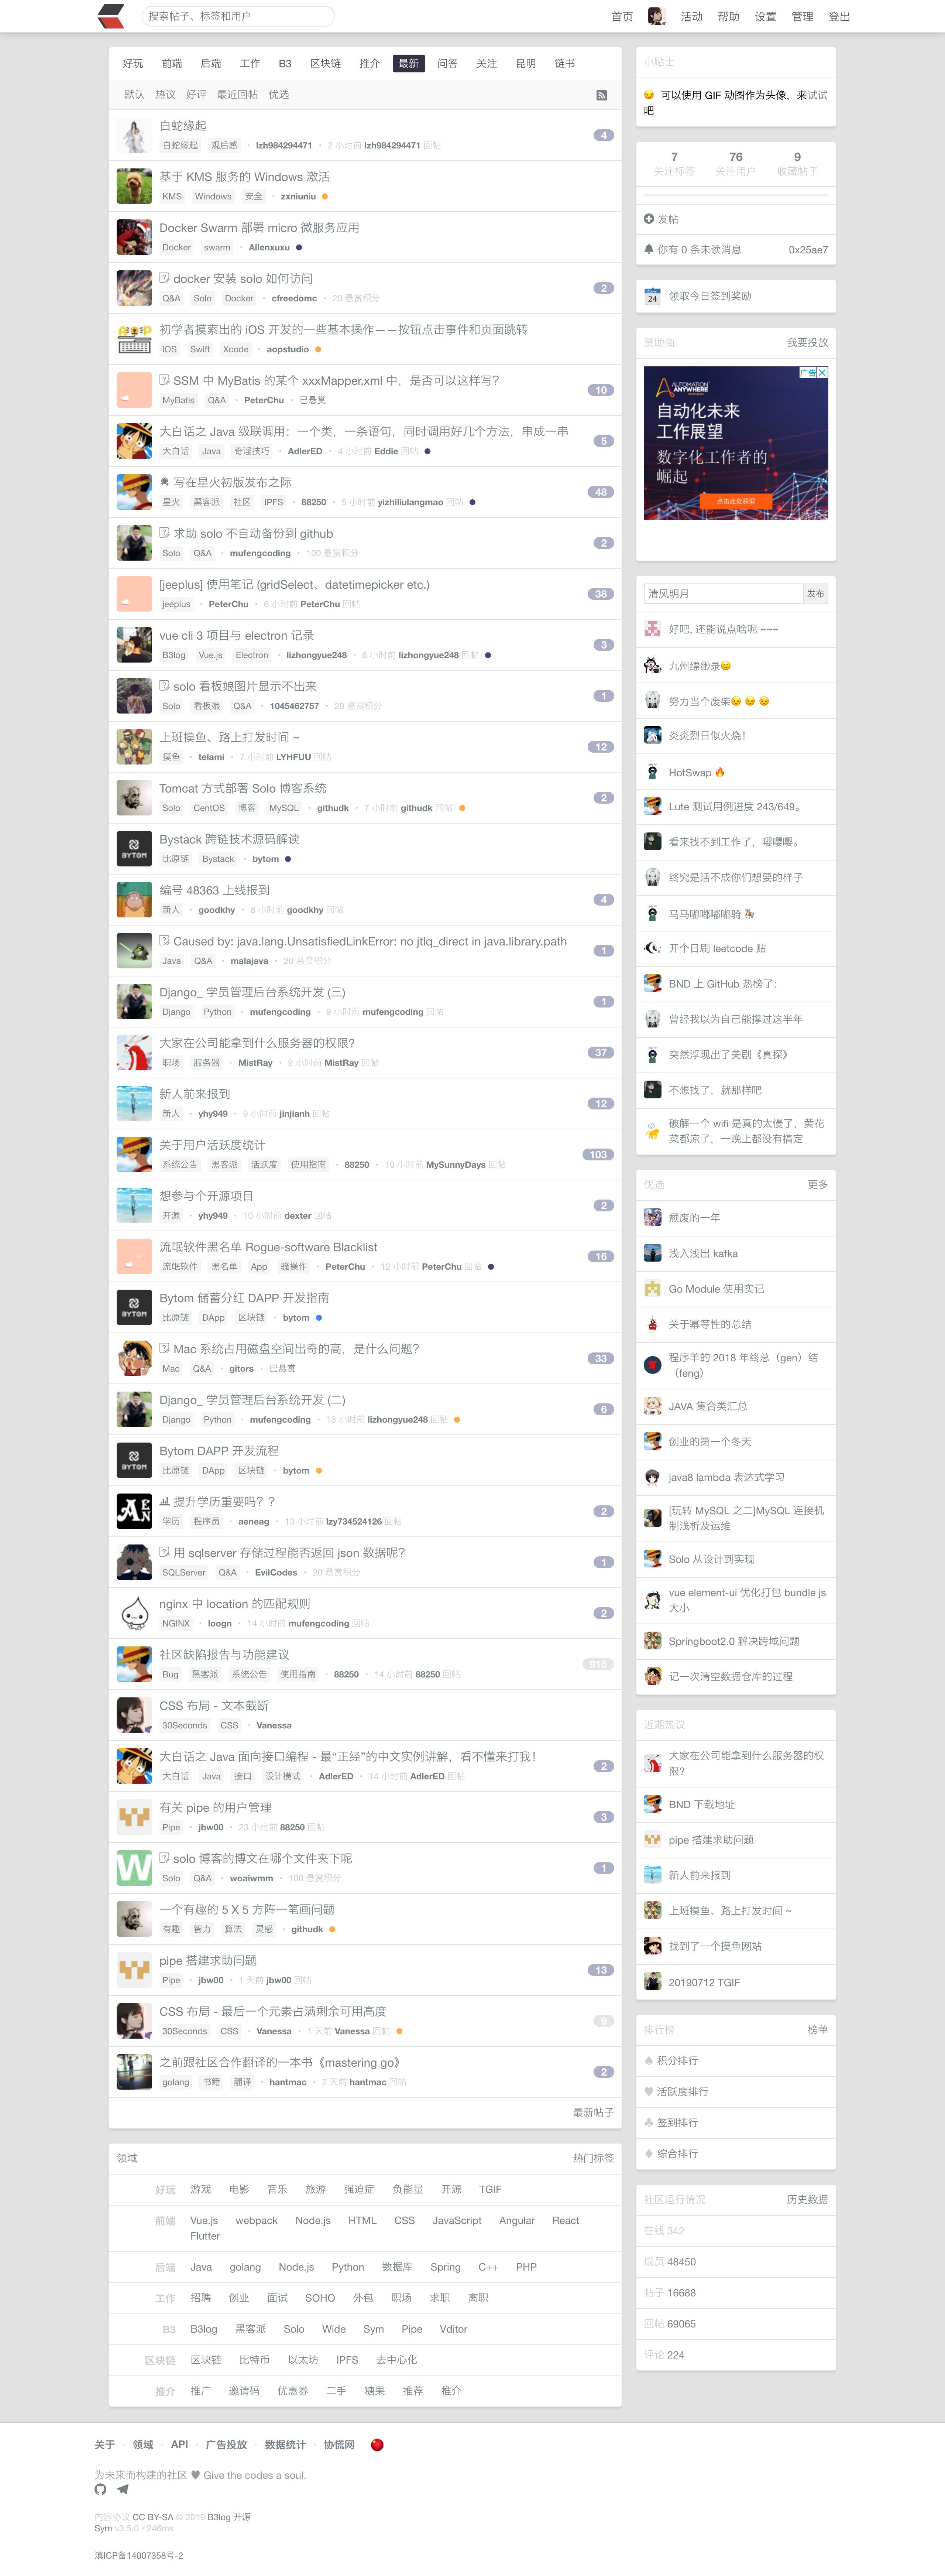 搜索帖子、标签和用户
首页 活动 帮助 设置 管理 登出
好玩 前端 后端 工作 B3 区块链 推介 最新 问答 关注 昆明 链书
默认 热议 好评 最近回帖 优选
白蛇缘起
白蛇缘起 观后感 · lzh984294471 · 2 小时前 lzh984294471 回帖
4
基于 KMS 服务的 Windows 激活
KMS Windows 安全 · zxniuniu
Docker Swarm 部署 micro 微服务应用
Docker swarm · Allenxuxu
docker 安装 solo 如何访问
Q&A Solo Docker · cfreedomc · 20 悬赏积分
2
初学者摸索出的 iOS 开发的一些基本操作——按钮点击事件和页面跳转
iOS Swift Xcode · aopstudio
SSM 中 MyBatis 的某个 xxxMapper.xml 中，是否可以这样写？
MyBatis Q&A · PeterChu · 已悬赏
10
大白话之 Java 级联调用：一个类，一条语句，同时调用好几个方法，串成一串
大白话 Java 奇淫技巧 · AdlerED · 4 小时前 Eddie 回帖
5
写在星火初版发布之际
星火 黑客派 社区 IPFS · 88250 · 5 小时前 yizhiliulangmao 回帖
48
求助 solo 不自动备份到 github
Solo Q&A · mufengcoding · 100 悬赏积分
2
[jeeplus] 使用笔记 (gridSelect、datetimepicker etc.)
jeeplus · PeterChu · 6 小时前 PeterChu 回帖
38
vue cli 3 项目与 electron 记录
B3log Vue.js Electron · lizhongyue248 · 6 小时前 lizhongyue248 回帖
3
solo 看板娘图片显示不出来
Solo 看板娘 Q&A · 1045462757 · 20 悬赏积分
1
上班摸鱼、路上打发时间 ~
摸鱼 · telami · 7 小时前 LYHFUU 回帖
12
Tomcat 方式部署 Solo 博客系统
Solo CentOS 博客 MySQL · githudk · 7 小时前 githudk 回帖
2
Bystack 跨链技术源码解读
比原链 Bystack · bytom
编号 48363 上线报到
新人 · goodkhy · 8 小时前 goodkhy 回帖
4
Caused by: java.lang.UnsatisfiedLinkError: no jtlq_direct in java.library.path
Java Q&A · malajava · 20 悬赏积分
1
Django_ 学员管理后台系统开发 (三)
Django Python · mufengcoding · 9 小时前 mufengcoding 回帖
1
大家在公司能拿到什么服务器的权限？
职场 服务器 · MistRay · 9 小时前 MistRay 回帖
37
新人前来报到
新人 · yhy949 · 9 小时前 jinjianh 回帖
12
关于用户活跃度统计
系统公告 黑客派 活跃度 使用指南 · 88250 · 10 小时前 MySunnyDays 回帖
103
想参与个开源项目
开源 · yhy949 · 10 小时前 dexter 回帖
2
流氓软件黑名单 Rogue-software Blacklist
流氓软件 黑名单 App 骚操作 · PeterChu · 12 小时前 PeterChu 回帖
16
Bytom 储蓄分红 DAPP 开发指南
比原链 DApp 区块链 · bytom
Mac 系统占用磁盘空间出奇的高，是什么问题？
Mac Q&A · gitors · 已悬赏
33
Django_ 学员管理后台系统开发 (二)
Django Python · mufengcoding · 13 小时前 lizhongyue248 回帖
6
Bytom DAPP 开发流程
比原链 DApp 区块链 · bytom
提升学历重要吗？？
学历 程序员 · aeneag · 13 小时前 lzy734524126 回帖
2
用 sqlserver 存储过程能否返回 json 数据呢？
SQLServer Q&A · EvilCodes · 20 悬赏积分
1
nginx 中 location 的匹配规则
NGINX · loogn · 14 小时前 mufengcoding 回帖
2
社区缺陷报告与功能建议
Bug 黑客派 系统公告 使用指南 · 88250 · 14 小时前 88250 回帖
915
CSS 布局 - 文本截断
30Seconds CSS · Vanessa
大白话之 Java 面向接口编程 - 最“正经”的中文实例讲解，看不懂来打我！
大白话 Java 接口 设计模式 · AdlerED · 14 小时前 AdlerED 回帖
2
有关 pipe 的用户管理
Pipe · jbw00 · 23 小时前 88250 回帖
3
solo 博客的博文在哪个文件夹下呢
Solo Q&A · woaiwmm · 100 悬赏积分
1
一个有趣的 5 X 5 方阵一笔画问题
有趣 智力 算法 灵感 · githudk
pipe 搭建求助问题
Pipe · jbw00 · 1 天前 jbw00 回帖
13
CSS 布局 - 最后一个元素占满剩余可用高度
30Seconds CSS · Vanessa · 1 天前 Vanessa 回帖
9
之前跟社区合作翻译的一本书《mastering go》
golang 书籍 翻译 · hantmac · 2 天前 hantmac 回帖
2
最新帖子
领域 热门标签
好玩 游戏 电影 音乐 旅游 强迫症 负能量 开源 TGIF
前端 Vue.js webpack Node.js HTML CSS JavaScript Angular React
Flutter
后端 Java golang Node.js Python 数据库 Spring C++ PHP
工作 招聘 创业 面试 SOHO 外包 职场 求职 离职
B3 B3log 黑客派 Solo Wide Sym Pipe Vditor
区块链 区块链 比特币 以太坊 IPFS 去中心化
推介 推广 邀请码 优惠券 二手 糖果 推荐 推介
小贴士
可以使用 GIF 动图作为头像，来试试
吧
7 76 9
关注标签 关注用户 收藏帖子
发帖
你有 0 条未读消息 0x25ae7
24 领取今日签到奖励
赞助商 我要投放
广告
AUTOMATION
ANYWHERE
自动化未来
工作展望
数字化工作者的
崛起
点击此处获取
清风明月 发布
好吧, 还能说点啥呢 ~~~
九州缥缈录
努力当个废柴
炎炎烈日似火烧！
HotSwap
Lute 测试用例进度 243/649。
看来找不到工作了，嘤嘤嘤。
终究是活不成你们想要的样子
马马嘟嘟嘟嘟骑
开个日刷 leetcode 贴
BND 上 GitHub 热榜了：
曾经我以为自己能撑过这半年
突然浮现出了美剧《真探》
不想找了，就那样吧
破解一个 wifi 是真的太慢了，黄花
菜都凉了，一晚上都没有搞定
优选 更多
颓废的一年
浅入浅出 kafka
Go Module 使用实记
关于幂等性的总结
程序羊的 2018 年终总（gen）结
（feng）
JAVA 集合类汇总
创业的第一个冬天
java8 lambda 表达式学习
[玩转 MySQL 之二]MySQL 连接机
制浅析及运维
Solo 从设计到实现
vue element-ui 优化打包 bundle js
大小
Springboot2.0 解决跨域问题
记一次清空数据仓库的过程
近期热议
大家在公司能拿到什么服务器的权
限？
BND 下载地址
pipe 搭建求助问题
新人前来报到
上班摸鱼、路上打发时间 ~
找到了一个摸鱼网站
20190712 TGIF
排行榜 榜单
积分排行
活跃度排行
签到排行
综合排行
社区运行情况 历史数据
在线 342
成员 48450
帖子 16688
回帖 69065
评论 224
关于 · 领域 · API · 广告投放 · 数据统计 · 协慌网
为未来而构建的社区 ♥ Give the codes a soul.
内容协议 CC BY-SA © 2019 B3log 开源
Sym v3.5.0 • 246ms
滇ICP备14007358号-2